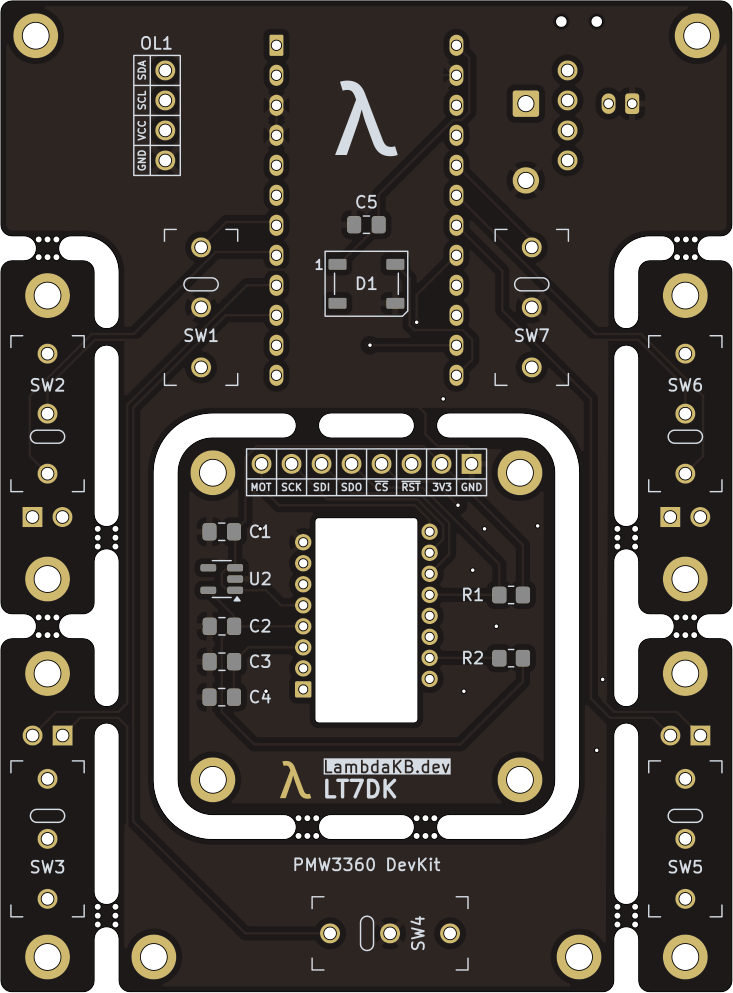 OL1
SDA
SCL
VCC
GND
λ
C5
1
D1
SW1
SW7
SW2
SW6
MOT SCK SDI SDO CS RST 3V3 GND
C1
U2
R1
C2
C3
R2
C4
λ LambdaKB.dev
LT7DK
PMW3360 DevKit
SW3
SW5
SW4